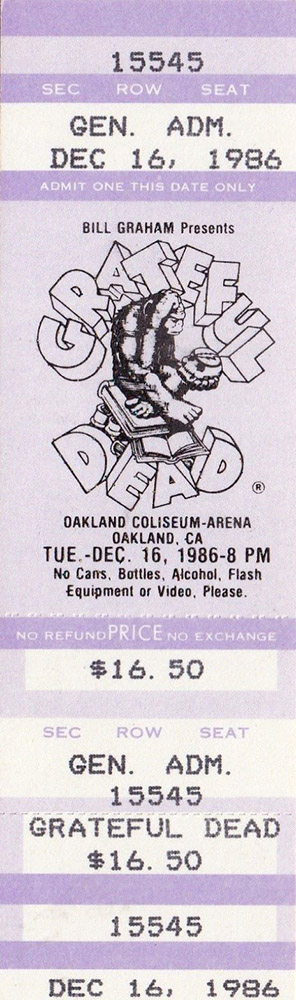 15545
SEC ROW SEAT
GEN. ADM.
DEC 16, 1986
ADMIT ONE THIS DATE ONLY
BILL GRAHAM Presents
GRATEFUL
DEAD ®
OAKLAND COLISEUM-ARENA
OAKLAND, CA
TUE.-DEC. 16, 1986-8 PM
No Cans, Bottles, Alcohol, Flash
Equipment or Video, Please.
NO REFUND PRICE NO EXCHANGE
$16.50
SEC ROW SEAT
GEN. ADM.
15545
GRATEFUL DEAD
$16.50
15545
DEC 16, 1986